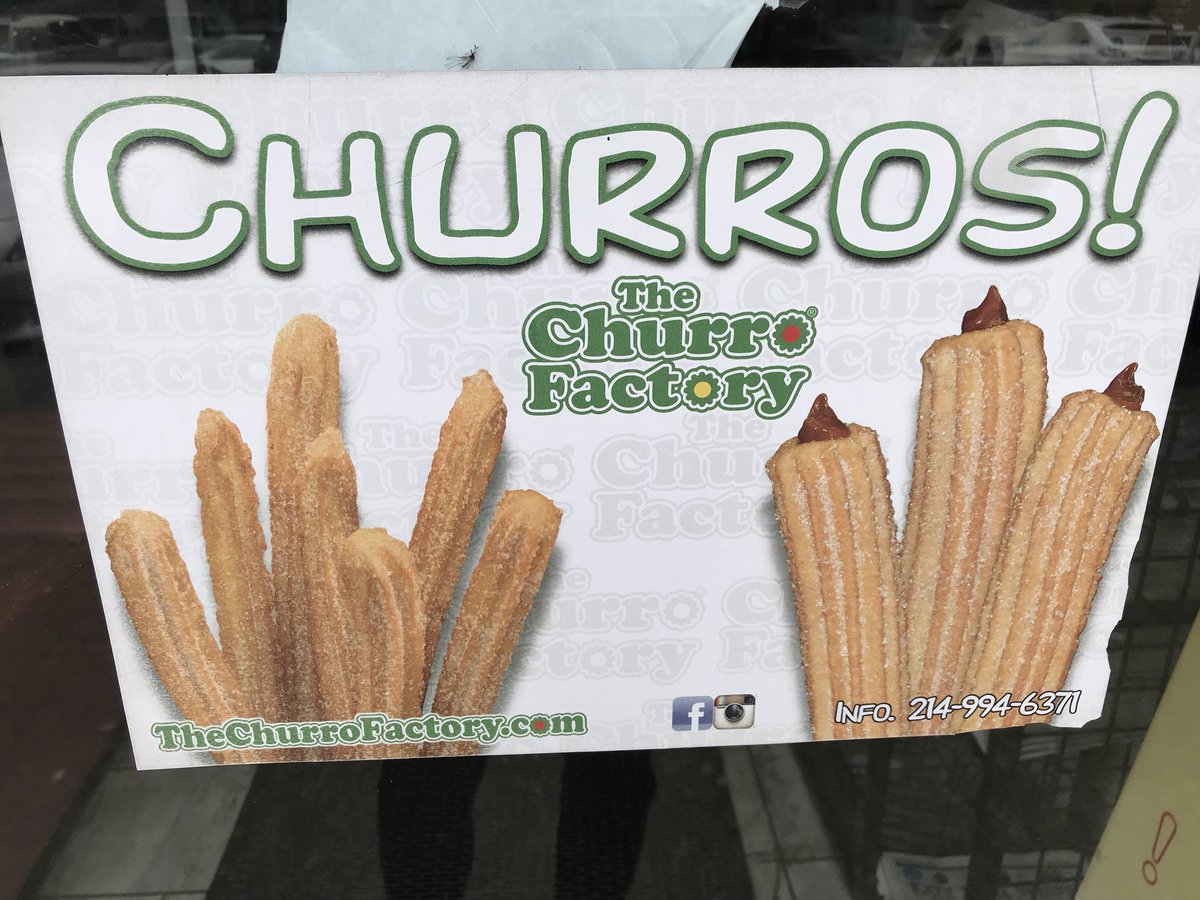 CHURROS!
The
Churro®
Factory
TheChurroFactory.com
f
INFO. 214-994-6371